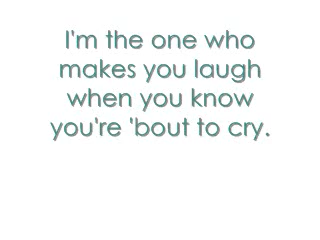 I'm the one who
makes you laugh
when you know
you're 'bout to cry.